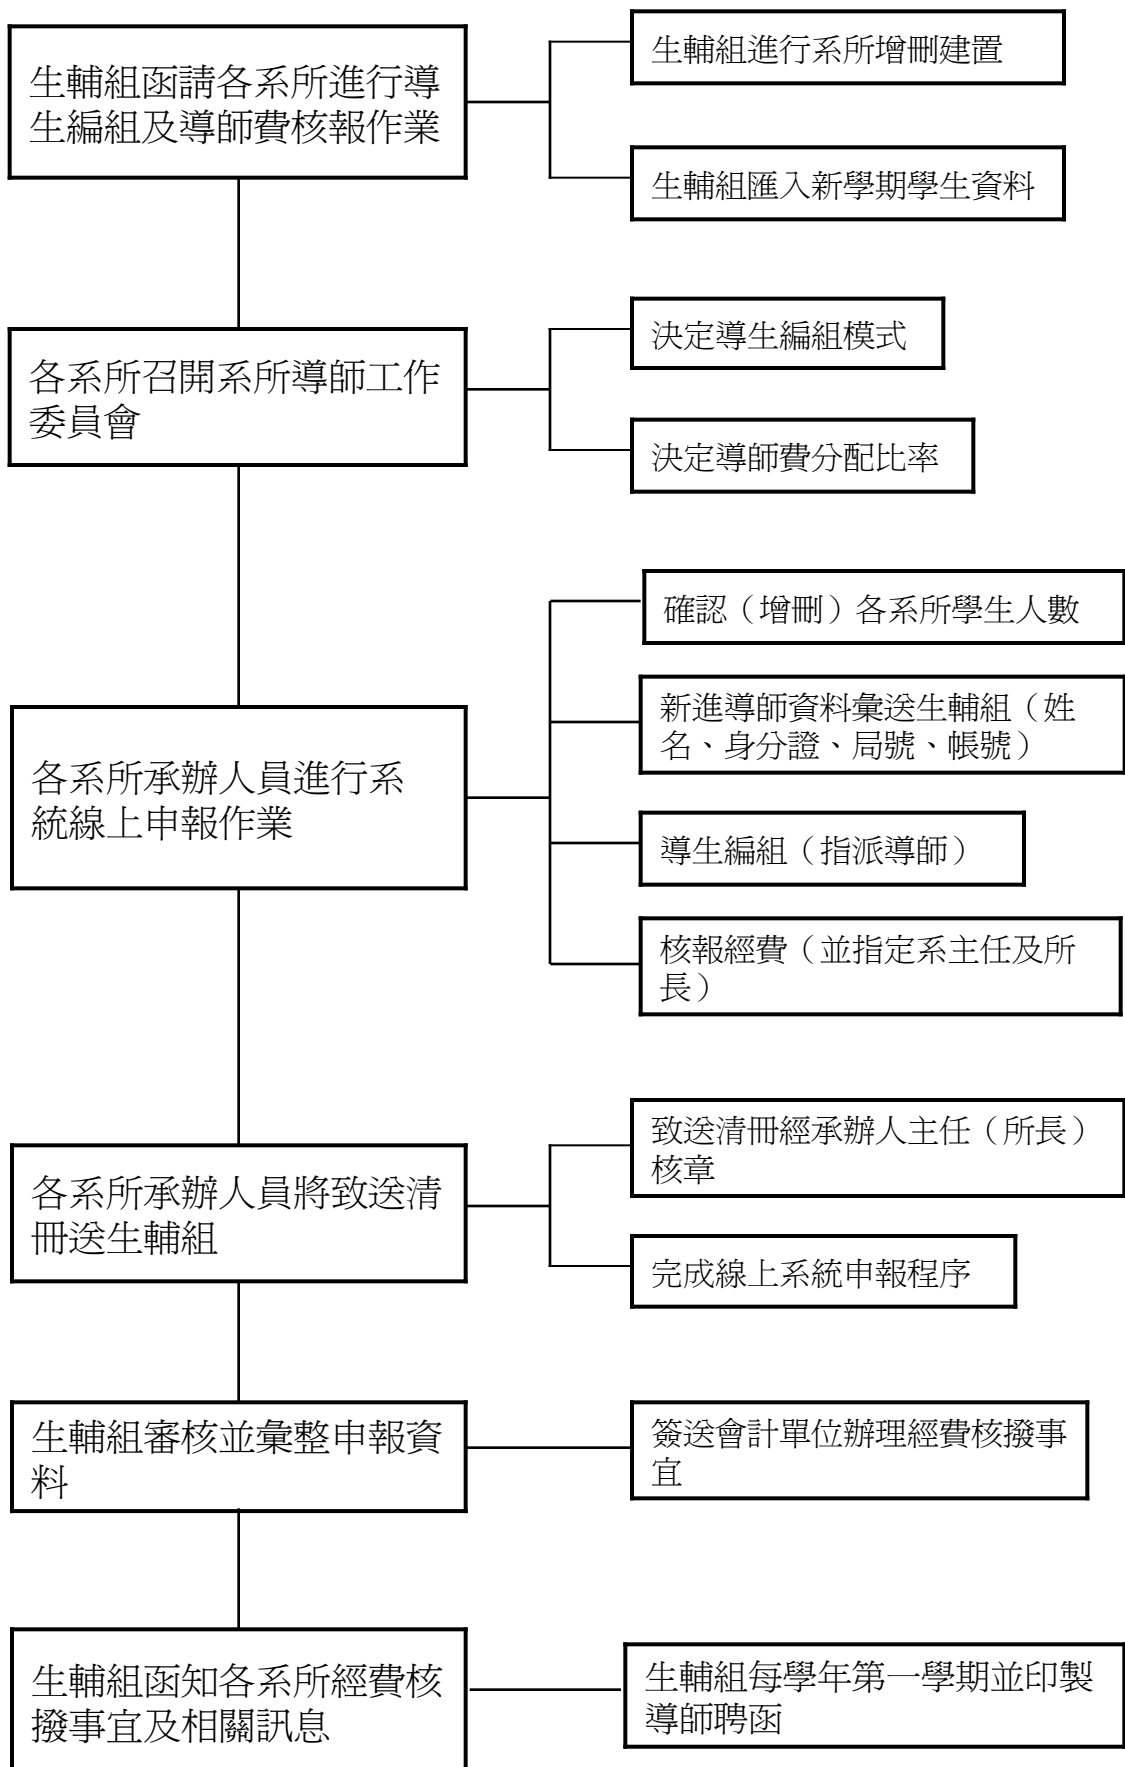 生輔組函請各系所進行導
生編組及導師費核報作業
生輔組進行系所增刪建置
生輔組匯入新學期學生資料
各系所召開系所導師工作
委員會
決定導生編組模式
決定導師費分配比率
各系所承辦人員進行系
統線上申報作業
確認（增刪）各系所學生人數
新進導師資料彙送生輔組（姓
名、身分證、局號、帳號）
導生編組（指派導師）
核報經費（並指定系主任及所
長）
各系所承辦人員將致送清
冊送生輔組
致送清冊經承辦人主任（所長）
核章
完成線上系統申報程序
生輔組審核並彙整申報資
料
簽送會計單位辦理經費核撥事
宜
生輔組函知各系所經費核
撥事宜及相關訊息
生輔組每學年第一學期並印製
導師聘函